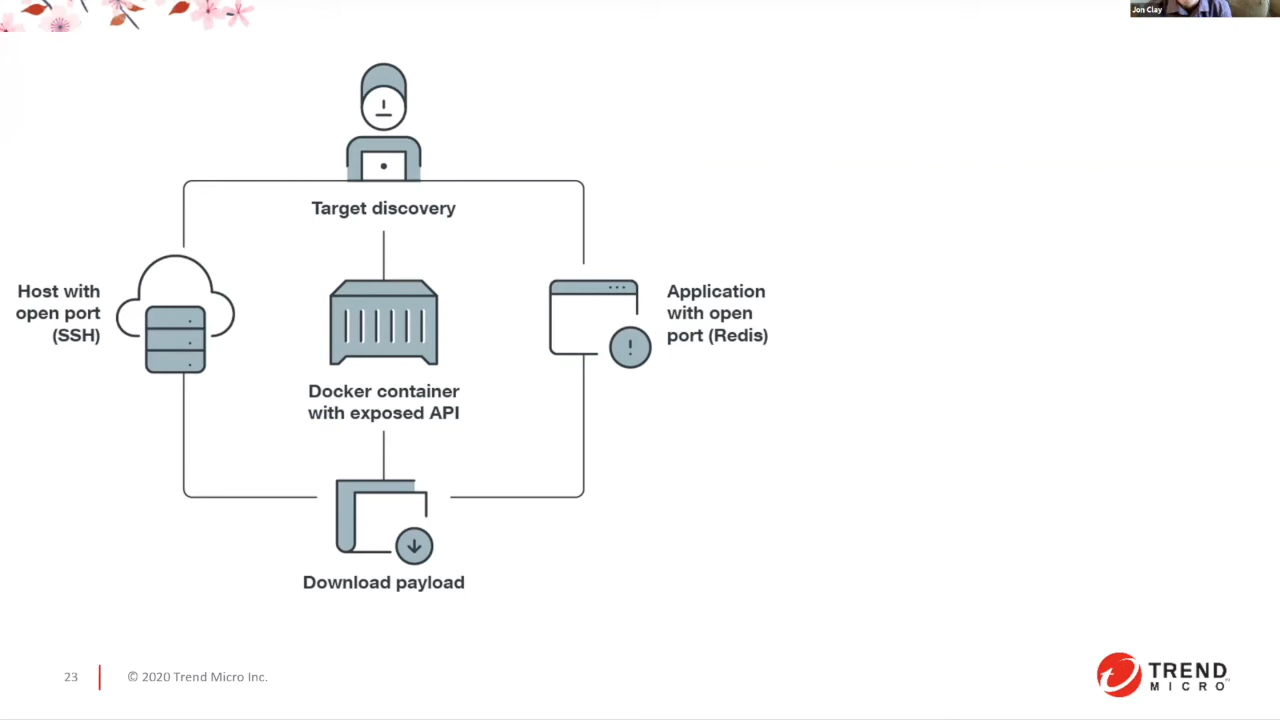 Jon Clay
Target discovery
Host with
open port
(SSH)
Docker container
with exposed API
Application
with open
port (Redis)
Download payload
23
© 2020 Trend Micro Inc.
TREND
MICRO